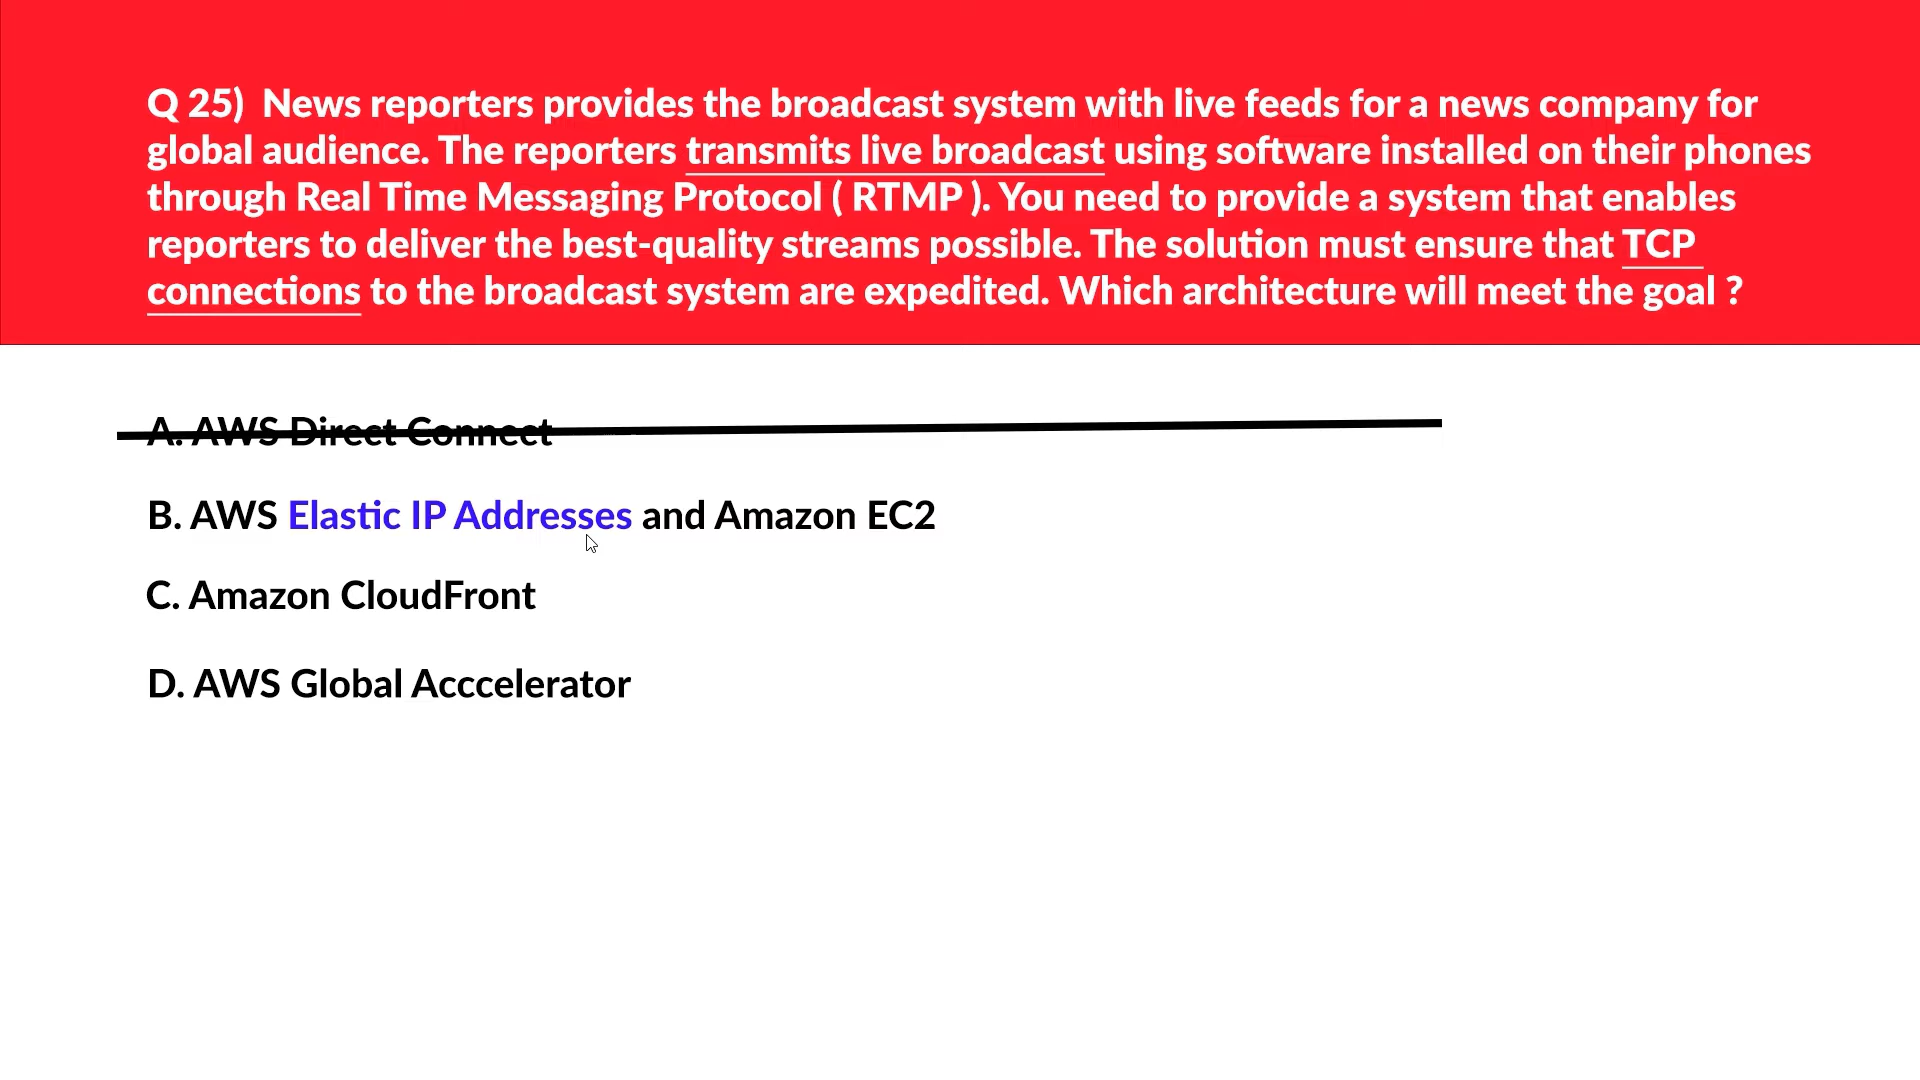 Q 25)  News reporters provides the broadcast system with live feeds for a news company for
global audience. The reporters transmits live broadcast using software installed on their phones
through Real Time Messaging Protocol ( RTMP ). You need to provide a system that enables
reporters to deliver the best-quality streams possible. The solution must ensure that TCP
connections to the broadcast system are expedited. Which architecture will meet the goal ?
A. AWS Direct Connect
B. AWS Elastic IP Addresses and Amazon EC2
C. Amazon CloudFront
D. AWS Global Acccelerator